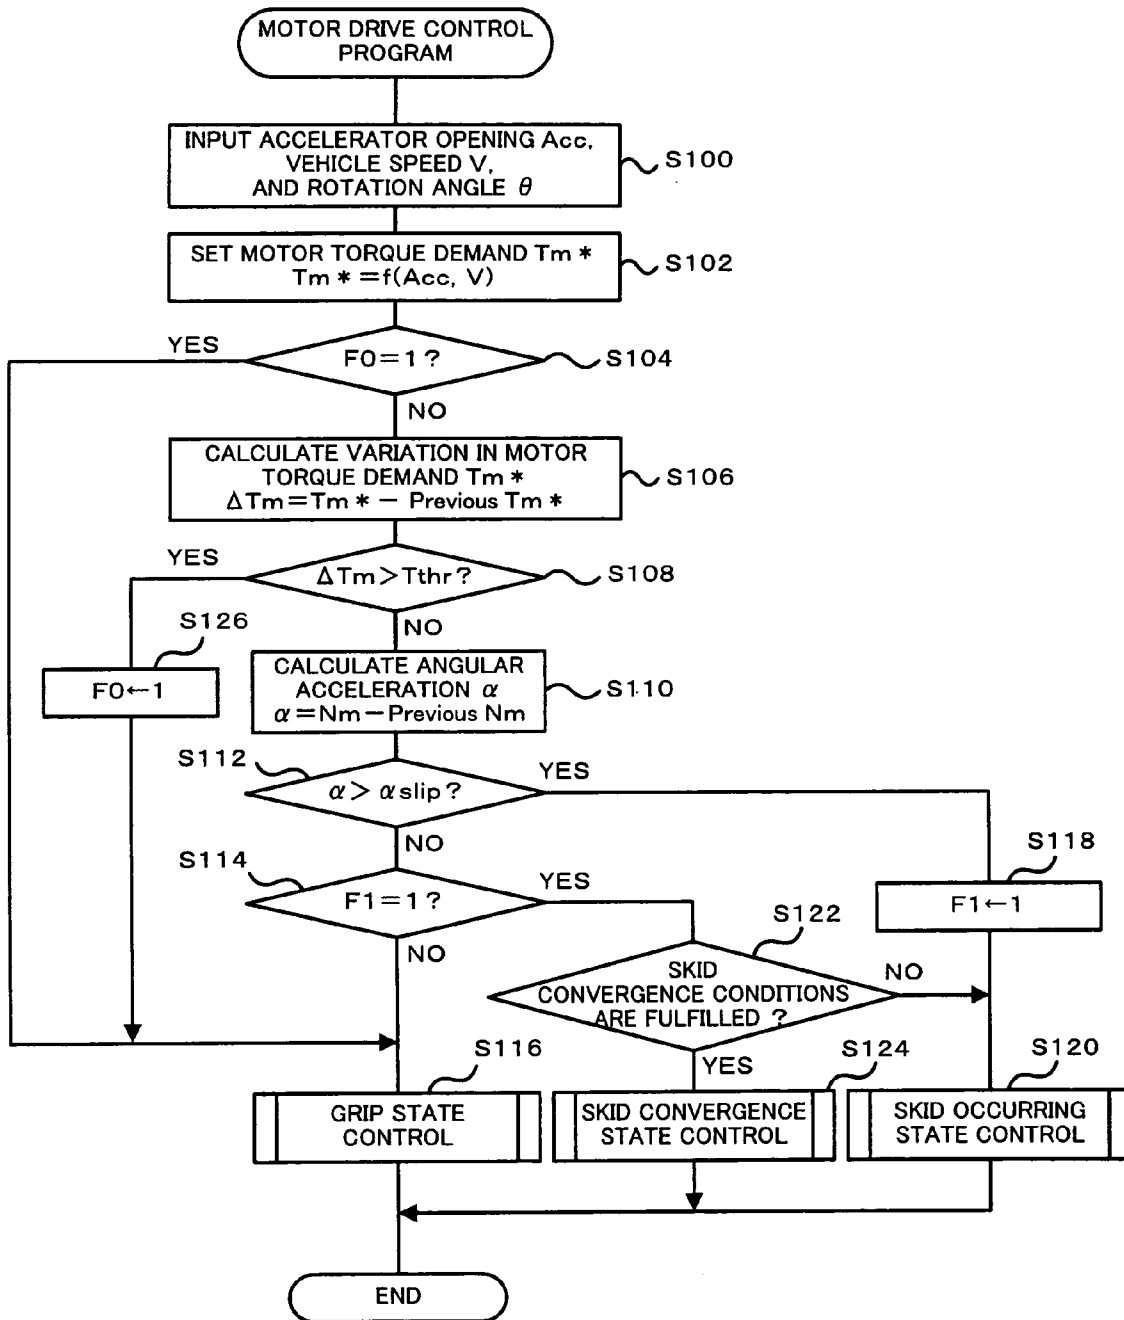 MOTOR DRIVE CONTROL
PROGRAM
INPUT ACCELERATOR OPENING Acc,
VEHICLE SPEED V,
AND ROTATION ANGLE θ
S100
SET MOTOR TORQUE DEMAND Tm *
Tm * =f(Acc, V)
S102
YES
F0=1 ?
S104
NO
CALCULATE VARIATION IN MOTOR
TORQUE DEMAND Tm *
ΔTm=Tm * − Previous Tm *
S106
YES
ΔTm>Tthr ?
S108
NO
S126
F0←1
CALCULATE ANGULAR
ACCELERATION α
α=Nm−Previous Nm
S110
S112
α> αslip ?
YES
NO
S114
F1=1 ?
YES
NO
S118
F1←1
S122
SKID
CONVERGENCE CONDITIONS
ARE FULFILLED ?
NO
YES
S116
GRIP STATE
CONTROL
S124
SKID CONVERGENCE
STATE CONTROL
S120
SKID OCCURRING
STATE CONTROL
END